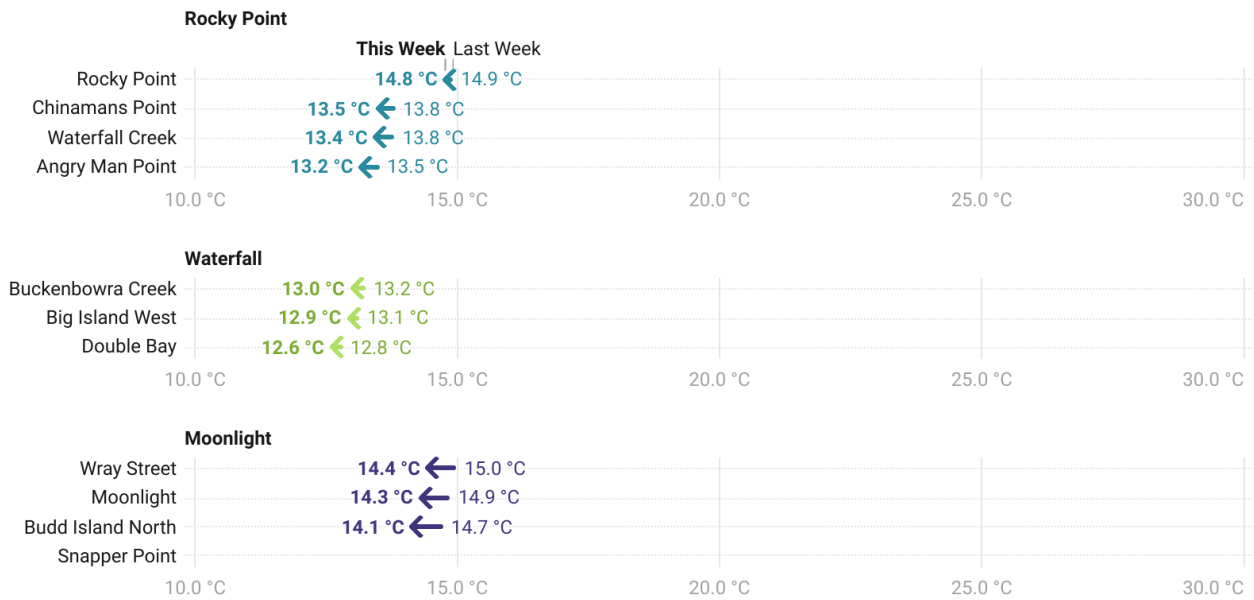 Rocky Point
This Week Last Week
Rocky Point 14.8 °C 14.9 °C
Chinamans Point 13.5 °C 13.8 °C
Waterfall Creek 13.4 °C 13.8 °C
Angry Man Point 13.2 °C 13.5 °C
10.0 °C 15.0 °C 20.0 °C 25.0 °C 30.0 °C
Waterfall
Buckenbowra Creek 13.0 °C 13.2 °C
Big Island West 12.9 °C 13.1 °C
Double Bay 12.6 °C 12.8 °C
10.0 °C 15.0 °C 20.0 °C 25.0 °C 30.0 °C
Moonlight
Wray Street 14.4 °C 15.0 °C
Moonlight 14.3 °C 14.9 °C
Budd Island North 14.1 °C 14.7 °C
Snapper Point
10.0 °C 15.0 °C 20.0 °C 25.0 °C 30.0 °C